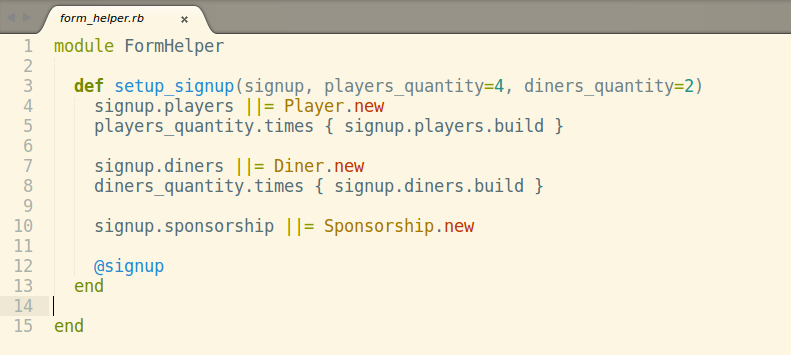 form_helper.rb ×
1 module FormHelper
2
3   def setup_signup(signup, players_quantity=4, diners_quantity=2)
4     signup.players ||= Player.new
5     players_quantity.times { signup.players.build }
6
7     signup.diners ||= Diner.new
8     diners_quantity.times { signup.diners.build }
9
10     signup.sponsorship ||= Sponsorship.new
11
12     @signup
13   end
14
15 end